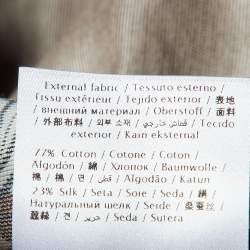 External fabric / Tessuto esterno /
Tissu extérieur / Tejido exterior / 表地
/ внешний материал / Oberstoff / 面料
/ 外部布料 / 외부 소재 / قماش خارجي / Tecido
exterior / Kain eksternal
77% Cotton / Cotone / Coton /
Algodón / 綿 / Хлопок / Baumwolle /
棉 / 棉 / 면 / قطن / Algodão / Katun
23% Silk / Seta / Soie / Seda / 絹 /
Натуральный шелк / Seide / 桑蚕丝 /
蠶絲 / 견 / حرير / Seda / Sutera